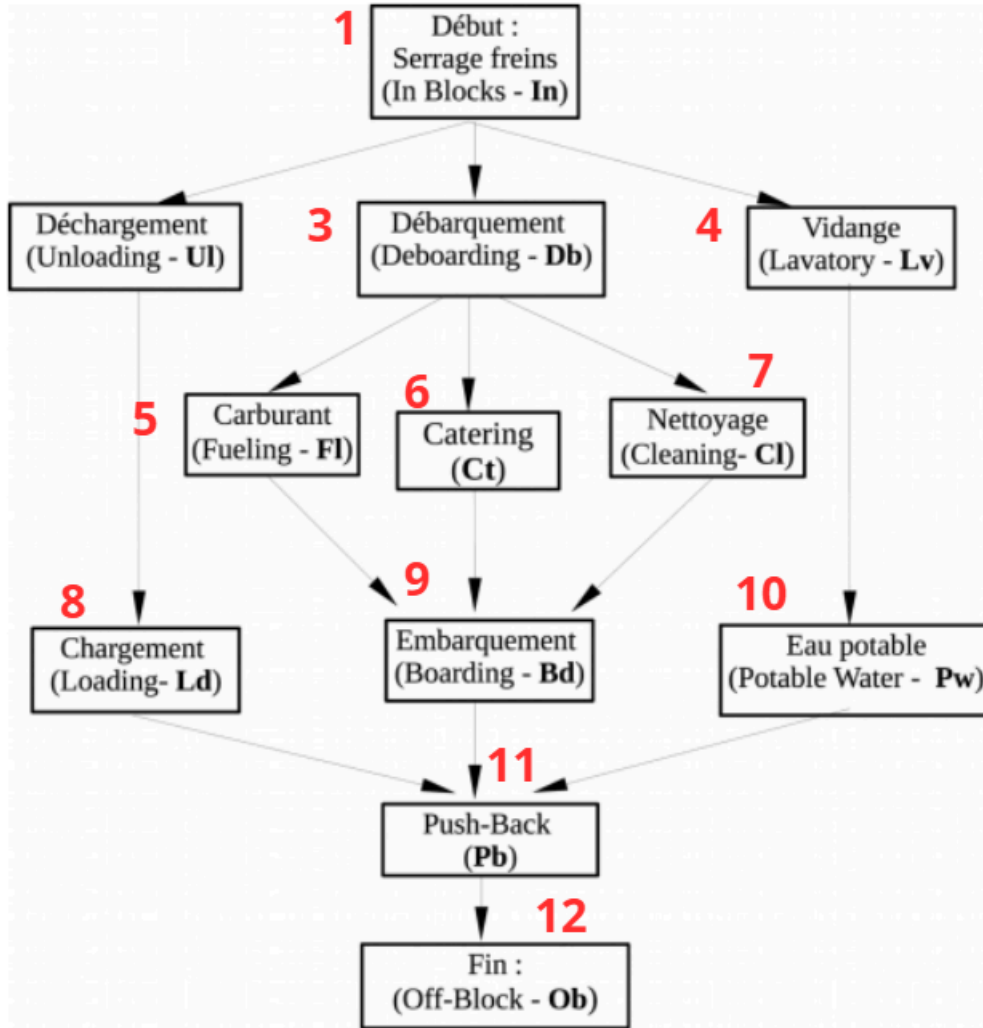 1
Début :
Serrage freins
(In Blocks - In)
Déchargement
(Unloading - Ul)
3
Débarquement
(Deboarding - Db)
4
Vidange
(Lavatory - Lv)
5
Carburant
(Fueling - Fl)
6
Catering
(Ct)
7
Nettoyage
(Cleaning- Cl)
8
Chargement
(Loading- Ld)
9
Embarquement
(Boarding - Bd)
10
Eau potable
(Potable Water - Pw)
11
Push-Back
(Pb)
12
Fin :
(Off-Block - Ob)